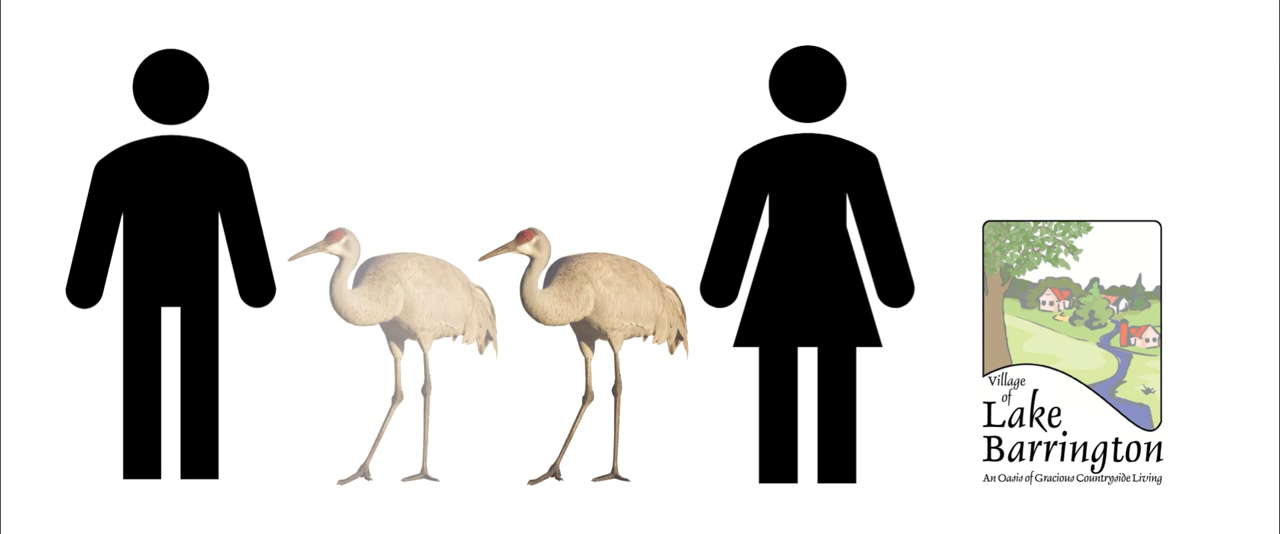 Village
of
Lake
Barrington
An Oasis of Gracious Countryside Living